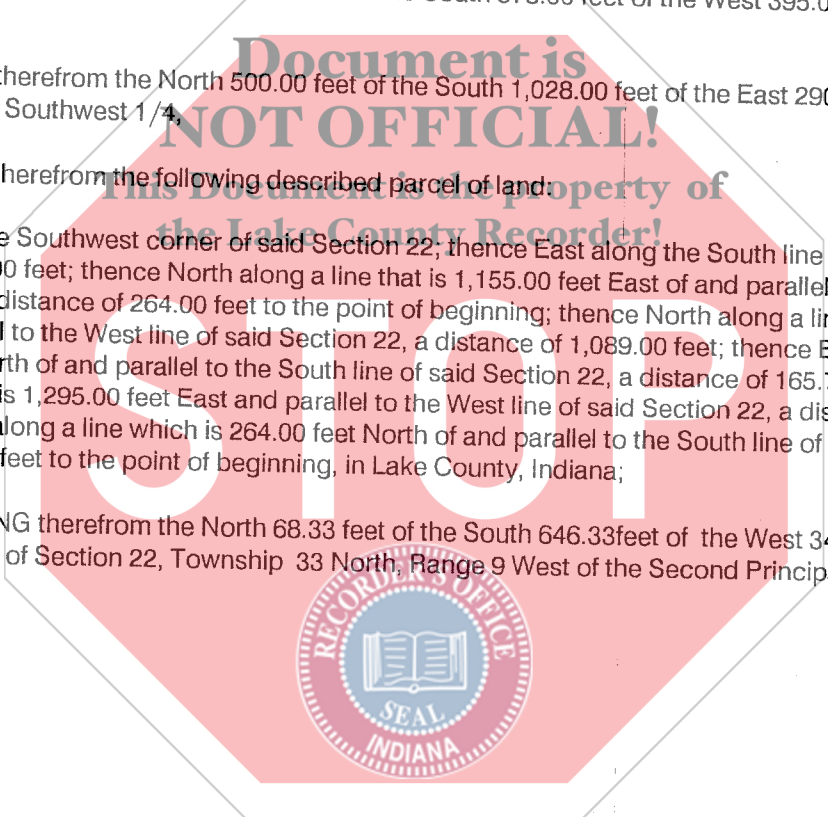 South 578.00 feet of the West 395.0
Document is
therefrom the North 500.00 feet of the South 1,028.00 feet of the East 290
Southwest 1/4,
NOT OFFICIAL!
herefrom the following described parcel of land:
This Document is the property of
the Lake County Recorder!
e Southwest corner of said Section 22; thence East along the South line
0 feet; thence North along a line that is 1,155.00 feet East of and parallel
distance of 264.00 feet to the point of beginning; thence North along a lin
l to the West line of said Section 22, a distance of 1,089.00 feet; thence E
rth of and parallel to the South line of said Section 22, a distance of 165.7
is 1,295.00 feet East and parallel to the West line of said Section 22, a dis
long a line which is 264.00 feet North of and parallel to the South line of
feet to the point of beginning, in Lake County, Indiana;
STOP
NG therefrom the North 68.33 feet of the South 646.33feet of the West 34
of Section 22, Township 33 North, Range 9 West of the Second Princip
RECORDER'S OFFICE
SEAL
INDIANA